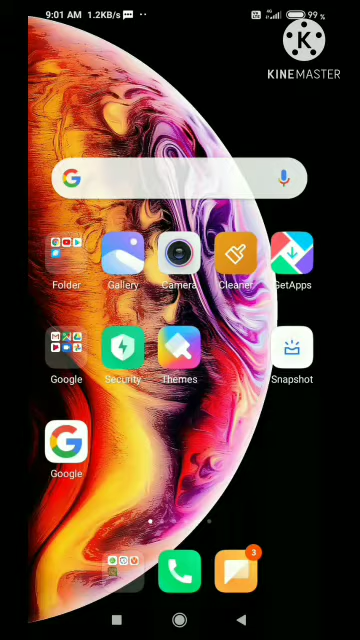 9:01 AM 1.2KB/s
99 %
K
KINEMASTER
G
Folder Gallery Camera Cleaner GetApps
Google Security Themes Snapshot
G
Google
3